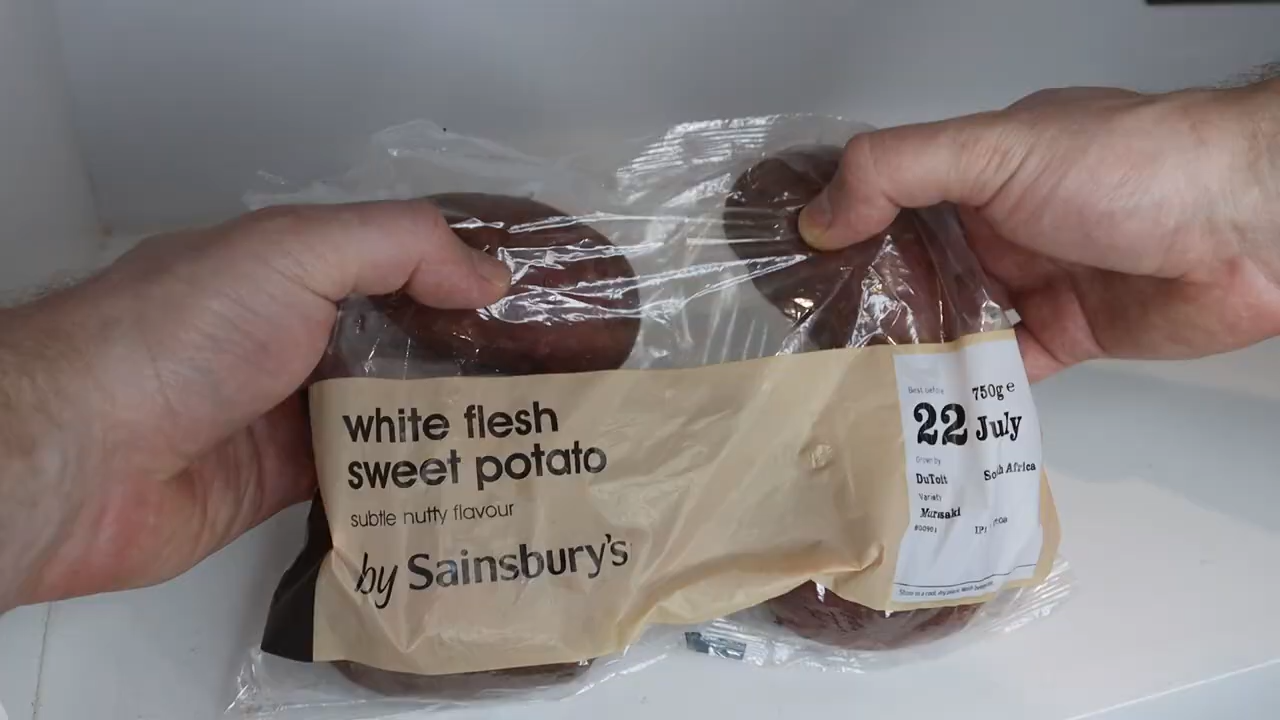 white flesh
sweet potato
subtle nutty flavour
by Sainsbury's
Best before
750g e
22 July
Grown by
DuToit
South Africa
Variety
Murasaki
#00901